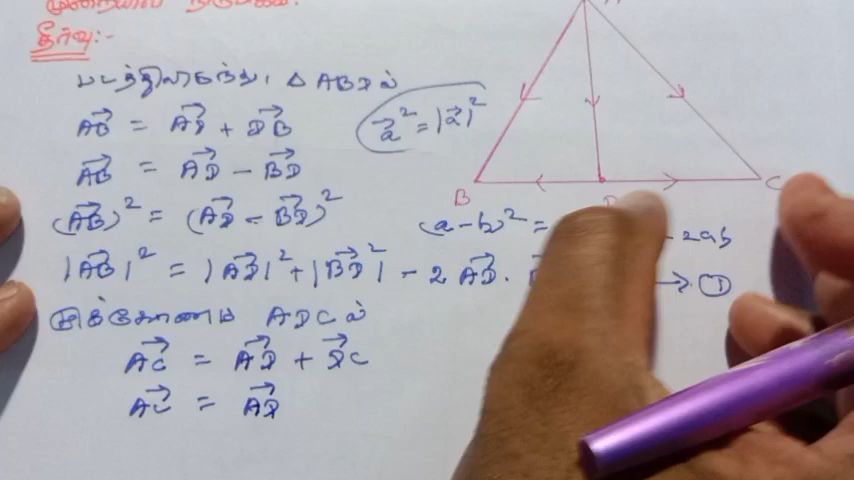 முறையில் நிறுவுக.
தீர்வு:-
படத்திலிருந்து, Δ ABD ல்
AB⃗ = AD⃗ + DB⃗
a⃗² = |a⃗|²
AB⃗ = AD⃗ - BD⃗
B C
(AB⃗)² = (AD⃗ - BD⃗)²
(a-b)² = - 2ab
|AB⃗|² = |AD⃗|² + |BD⃗²| - 2 AD⃗ . → ①
முக்கோணம் ADC ல்
AC⃗ = AD⃗ + DC⃗
AC⃗ = AD⃗